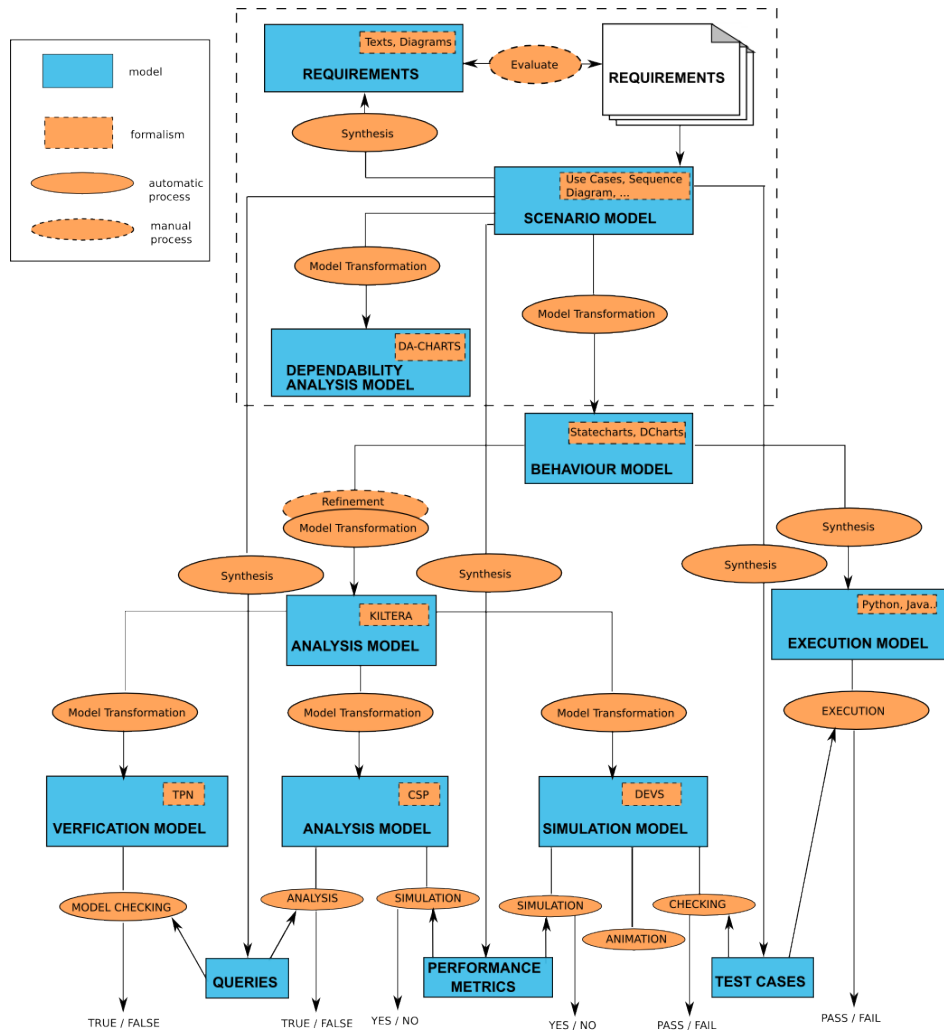 model
formalism
automatic
process
manual
process
Texts, Diagrams
REQUIREMENTS
Evaluate
REQUIREMENTS
Synthesis
Use Cases, Sequence
Diagram, ...
SCENARIO MODEL
Model Transformation
Model Transformation
DA-CHARTS
DEPENDABILITY
ANALYSIS MODEL
Statecharts, DCharts
BEHAVIOUR MODEL
Refinement
Model Transformation
Synthesis
Synthesis
Synthesis
Synthesis
KILTERA
ANALYSIS MODEL
Python, Java..
EXECUTION MODEL
Model Transformation
Model Transformation
Model Transformation
EXECUTION
TPN
VERFICATION MODEL
CSP
ANALYSIS MODEL
DEVS
SIMULATION MODEL
MODEL CHECKING
ANALYSIS
SIMULATION
SIMULATION
CHECKING
ANIMATION
QUERIES
PERFORMANCE
METRICS
TEST CASES
TRUE / FALSE
TRUE / FALSE
YES / NO
YES / NO
PASS / FAIL
PASS / FAIL